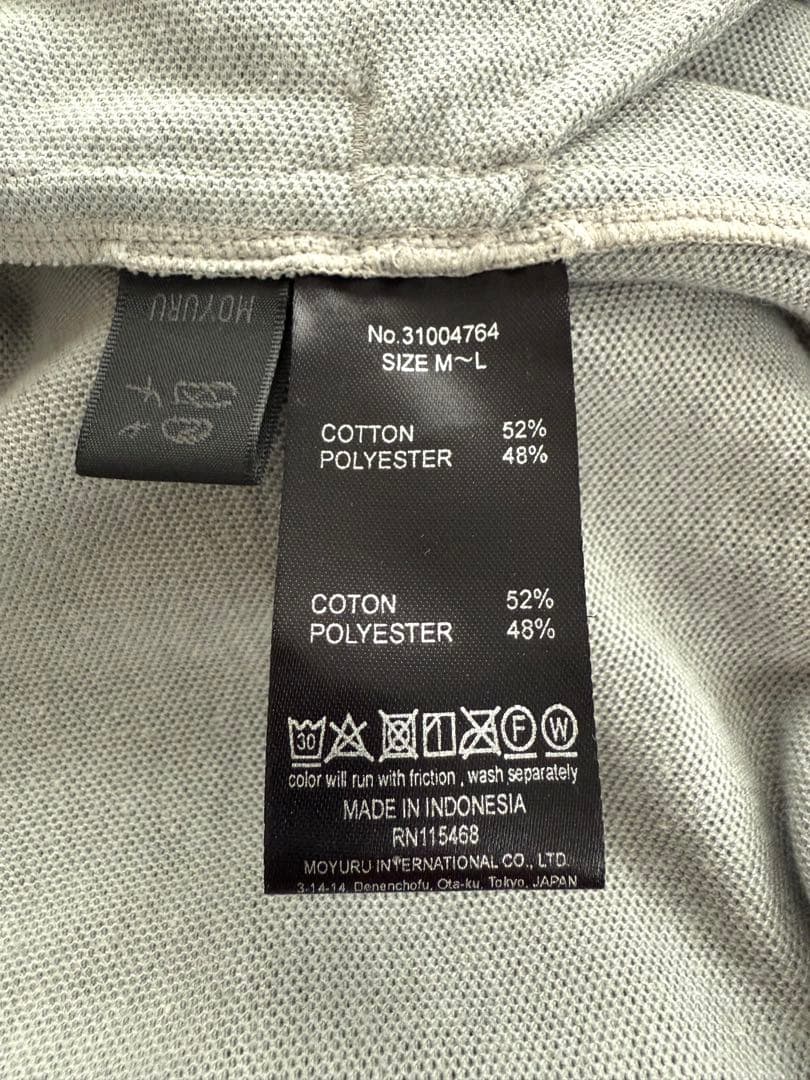 MOYURU
No.31004764
SIZE M~L
COTTON 52%
POLYESTER 48%
COTON 52%
POLYESTER 48%
30 F W
color will run with friction , wash separately
MADE IN INDONESIA
RN115468
MOYURU INTERNATIONAL CO., LTD.
3-14-14, Denenchofu, Ota-ku, Tokyo, JAPAN